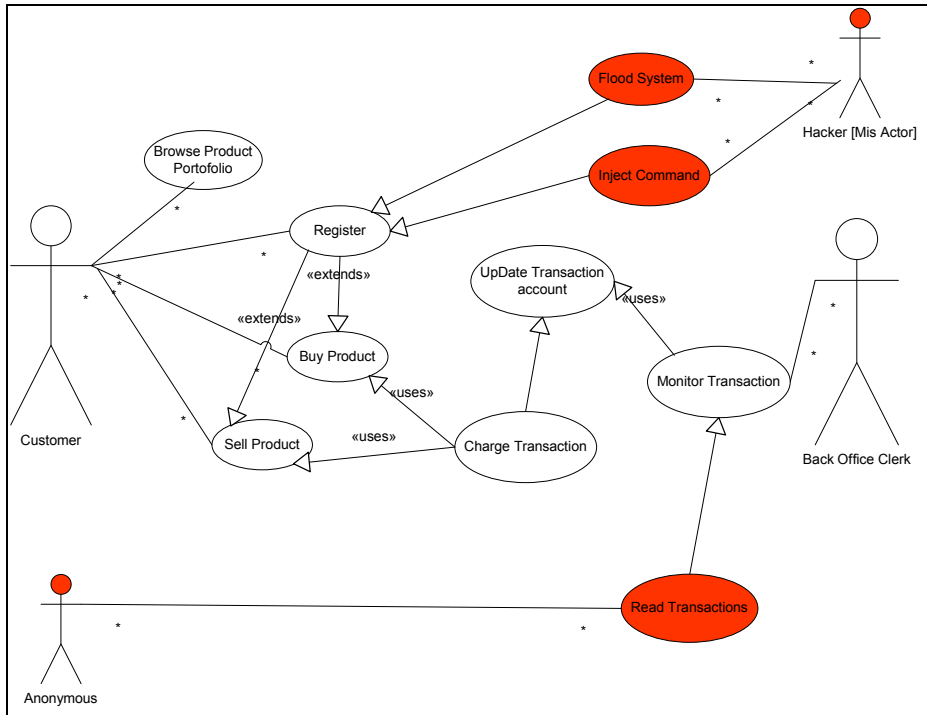 Flood System
*
*
*
*
Hacker [Mis Actor]
Browse Product
Portofolio
Inject Command
*
Register
*
«extends»
UpDate Transaction
account
*
*
*
*
«uses»
*
«extends»
*
Buy Product
*
«uses»
Monitor Transaction
*
Customer
Sell Product
«uses»
Charge Transaction
Back Office Clerk
Read Transactions
*
*
Anonymous